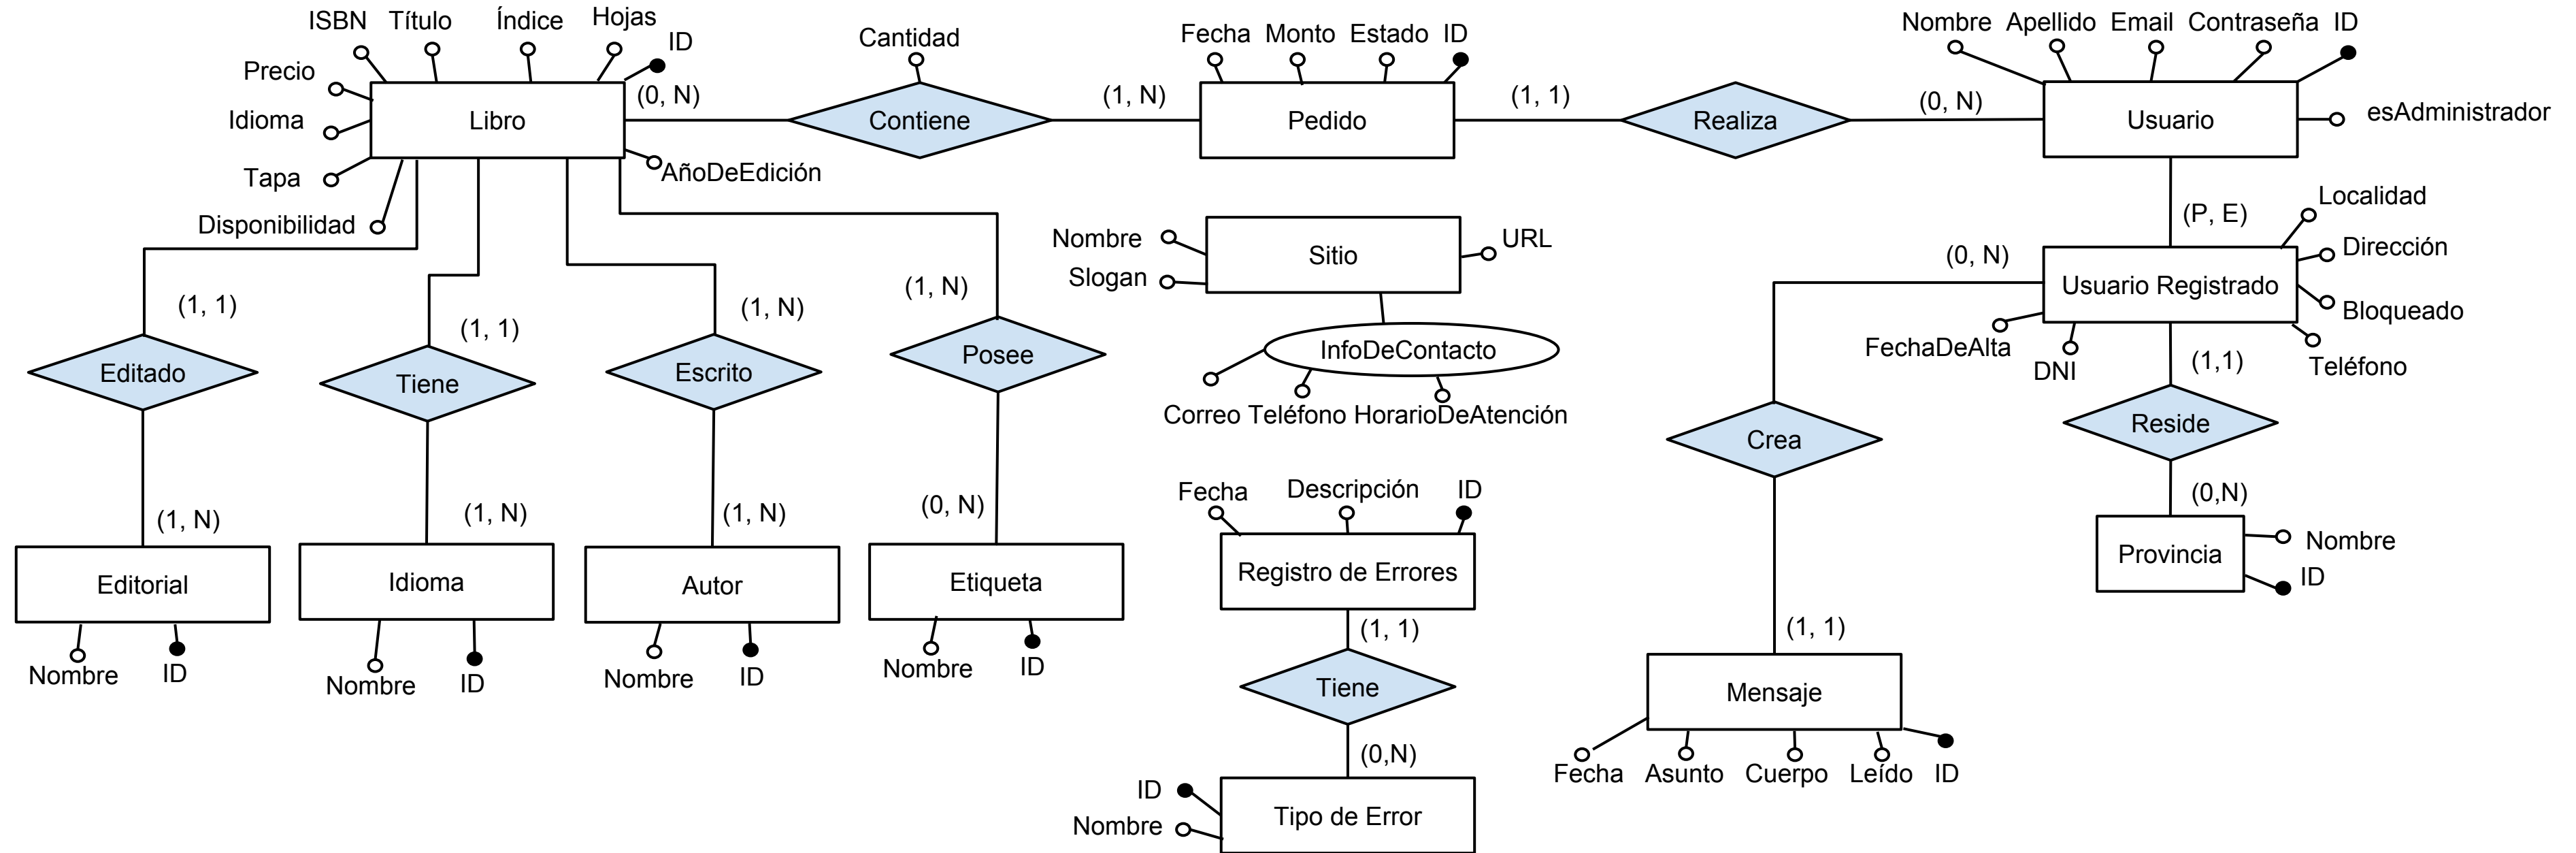 ISBN
Título
Índice
Hojas
ID
Precio
Idioma
Tapa
Disponibilidad
AñoDeEdición
Libro
(0, N)
Cantidad
Contiene
(1, N)
Fecha
Monto
Estado
ID
Pedido
(1, 1)
Realiza
(0, N)
Nombre
Apellido
Email
Contraseña
ID
esAdministrador
Usuario
(P, E)
Localidad
Dirección
Bloqueado
Teléfono
DNI
FechaDeAlta
Usuario Registrado
(0, N)
(1,1)
Reside
(0,N)
Provincia
Nombre
ID
Crea
(1, 1)
Mensaje
Fecha
Asunto
Cuerpo
Leído
ID
Nombre
Slogan
Sitio
URL
InfoDeContacto
Correo
Teléfono
HorarioDeAtención
(1, 1)
Editado
(1, N)
Editorial
Nombre
ID
(1, 1)
Tiene
(1, N)
Idioma
Nombre
ID
(1, N)
Escrito
(1, N)
Autor
Nombre
ID
(1, N)
Posee
(0, N)
Etiqueta
Nombre
ID
Fecha
Descripción
ID
Registro de Errores
(1, 1)
Tiene
(0,N)
ID
Nombre
Tipo de Error